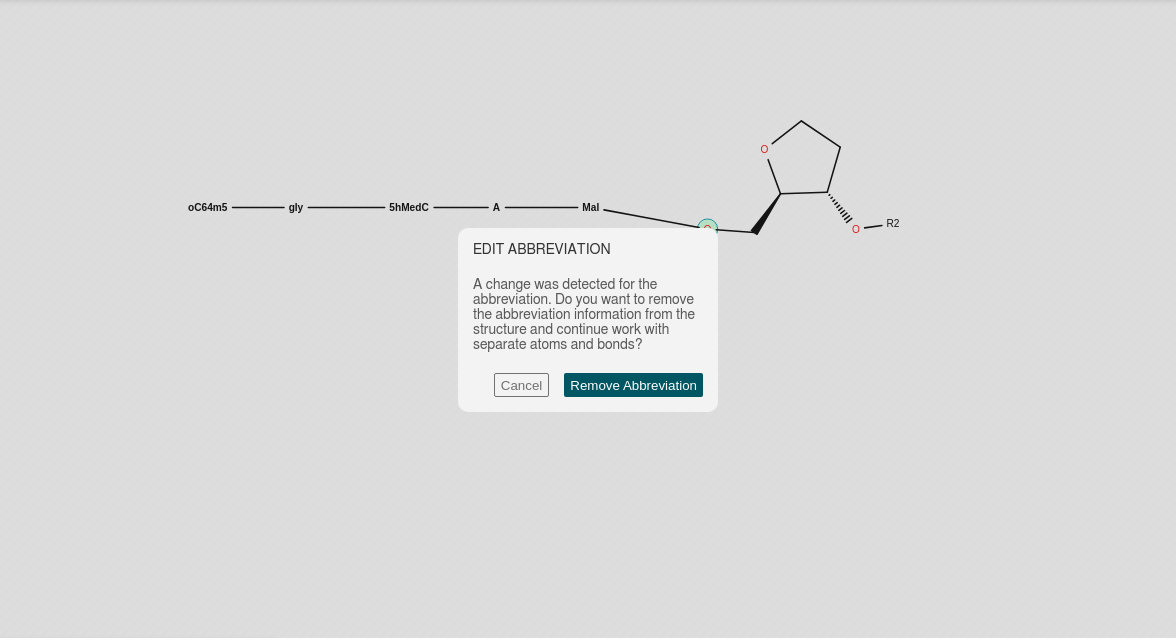 O
oC64m5 gly 5hMedC A Mal
O R2
EDIT ABBREVIATION
A change was detected for the
abbreviation. Do you want to remove
the abbreviation information from the
structure and continue work with
separate atoms and bonds?
Cancel Remove Abbreviation